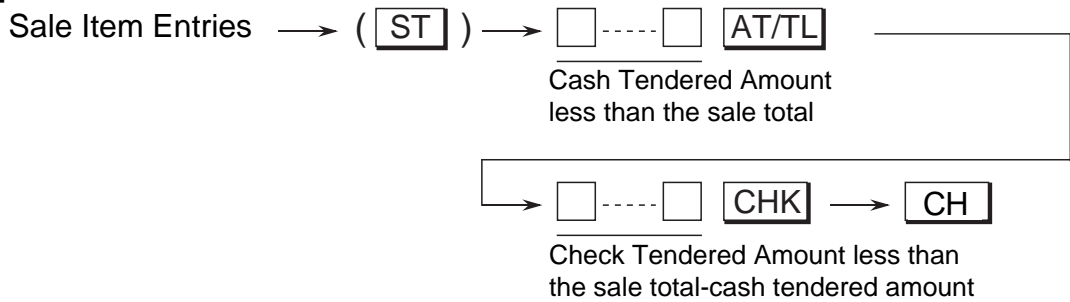 Sale Item Entries ( ST ) AT/TL
Cash Tendered Amount
less than the sale total
CHK CH
Check Tendered Amount less than
the sale total-cash tendered amount